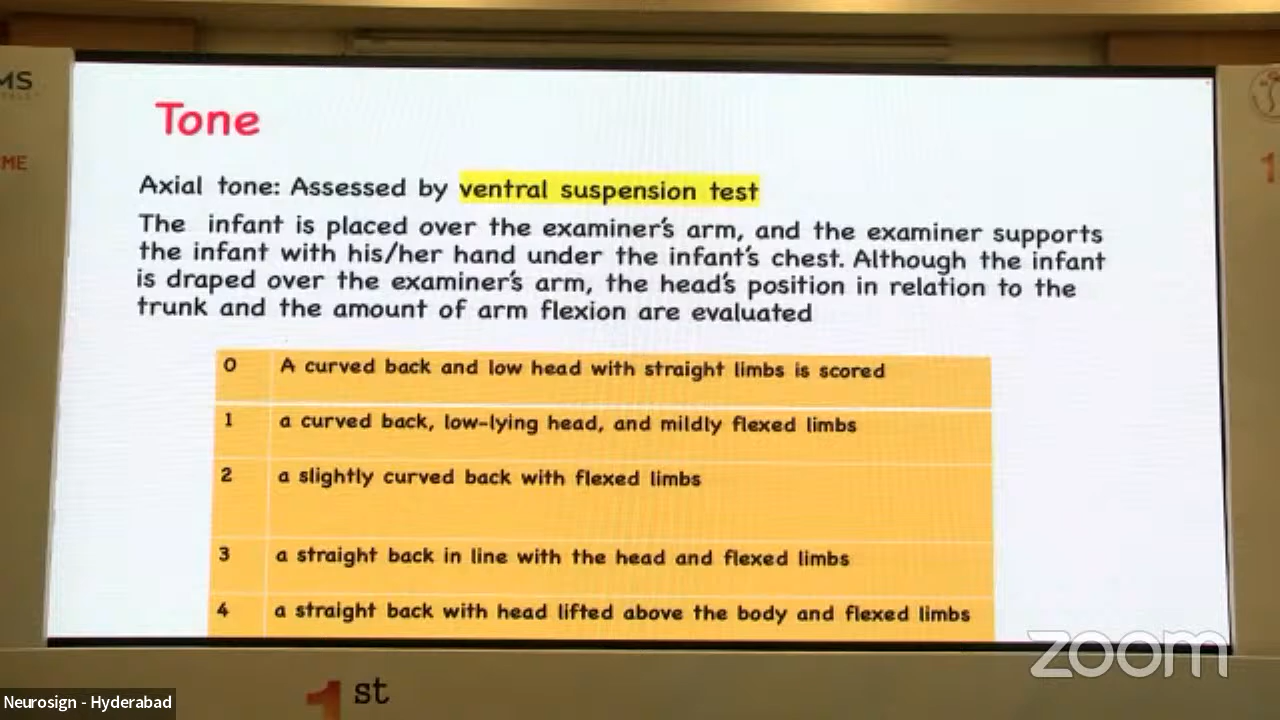 MS
ME
Tone
Axial tone: Assessed by ventral suspension test
The infant is placed over the examiner's arm, and the examiner supports
the infant with his/her hand under the infant's chest. Although the infant
is draped over the examiner's arm, the head's position in relation to the
trunk and the amount of arm flexion are evaluated
0 A curved back and low head with straight limbs is scored
1 a curved back, low-lying head, and mildly flexed limbs
2 a slightly curved back with flexed limbs
3 a straight back in line with the head and flexed limbs
4 a straight back with head lifted above the body and flexed limbs
1
zoom
1st
Neurosign - Hyderabad